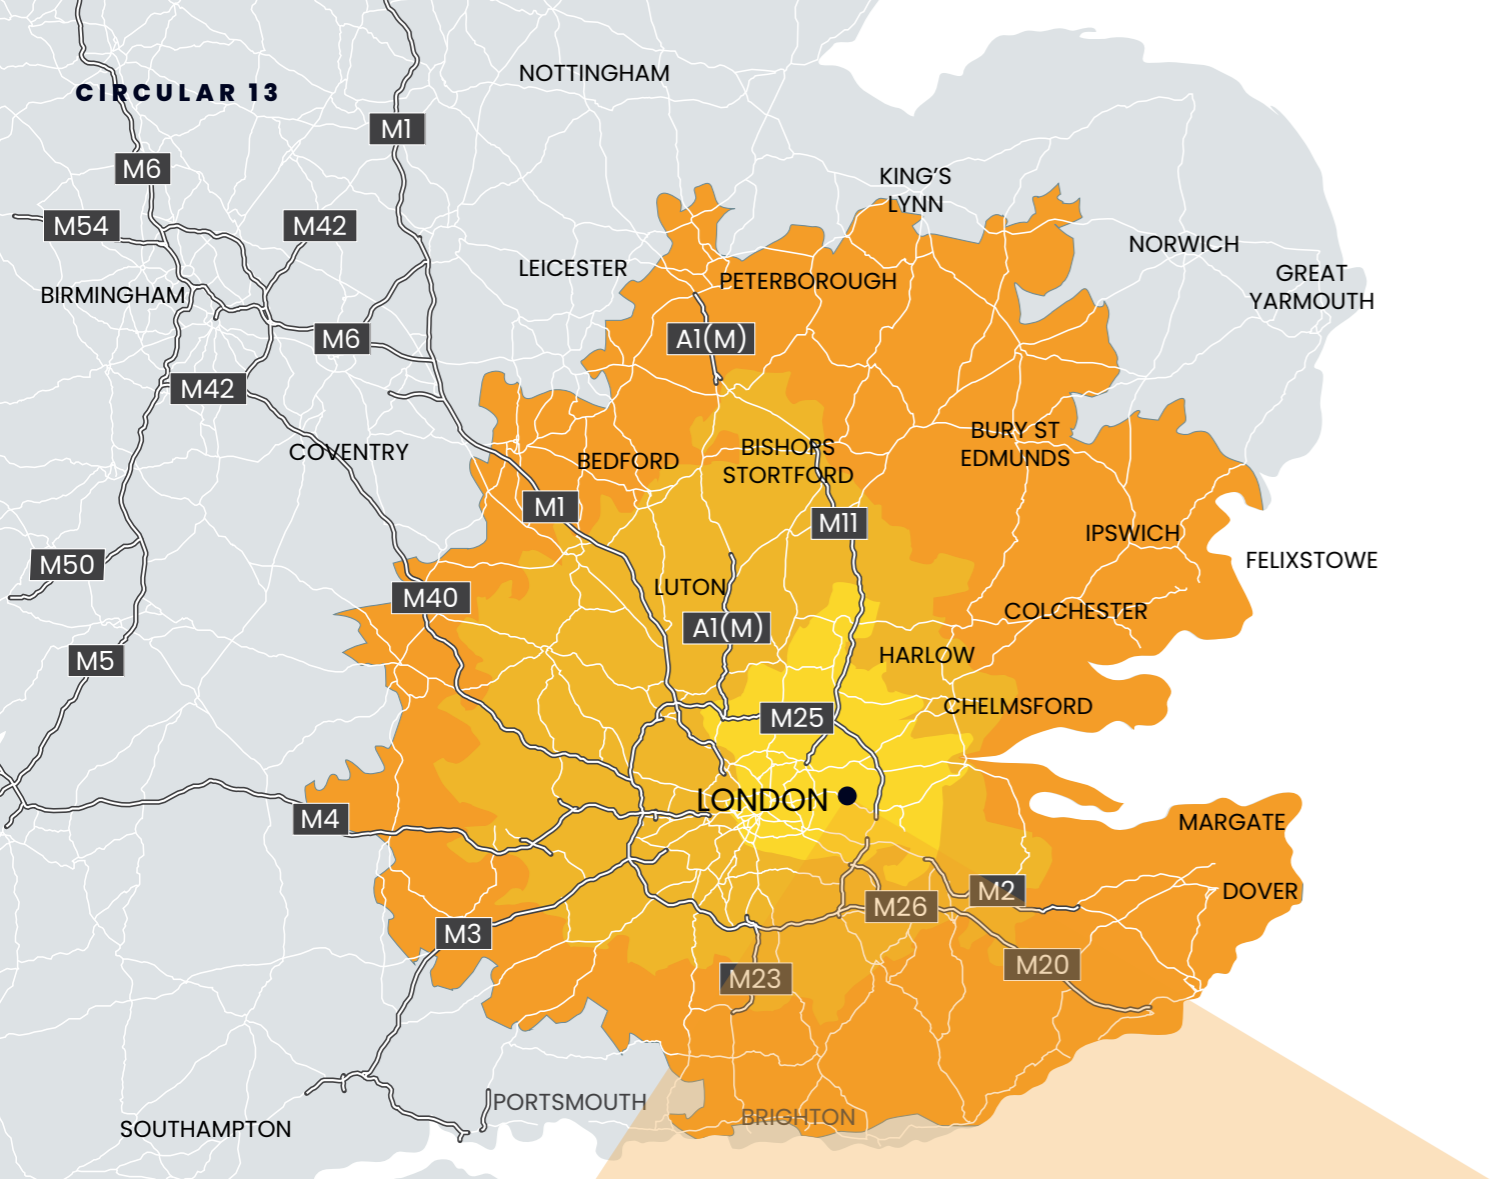 NOTTINGHAM
CIRCULAR 13
M1
M6
KING'S
LYNN
M54
M42
NORWICH
LEICESTER
GREAT
YARMOUTH
PETERBOROUGH
BIRMINGHAM
A1(M)
M6
M42
BURY ST
EDMUNDS
COVENTRY
BISHOPS
STORTFORD
BEDFORD
M1
M11
IPSWICH
FELIXSTOWE
M50
LUTON
M40
COLCHESTER
A1(M)
HARLOW
M5
CHELMSFORD
M25
LONDON
M4
MARGATE
M2
DOVER
M26
M3
M20
M23
PORTSMOUTH
BRIGHTON
SOUTHAMPTON